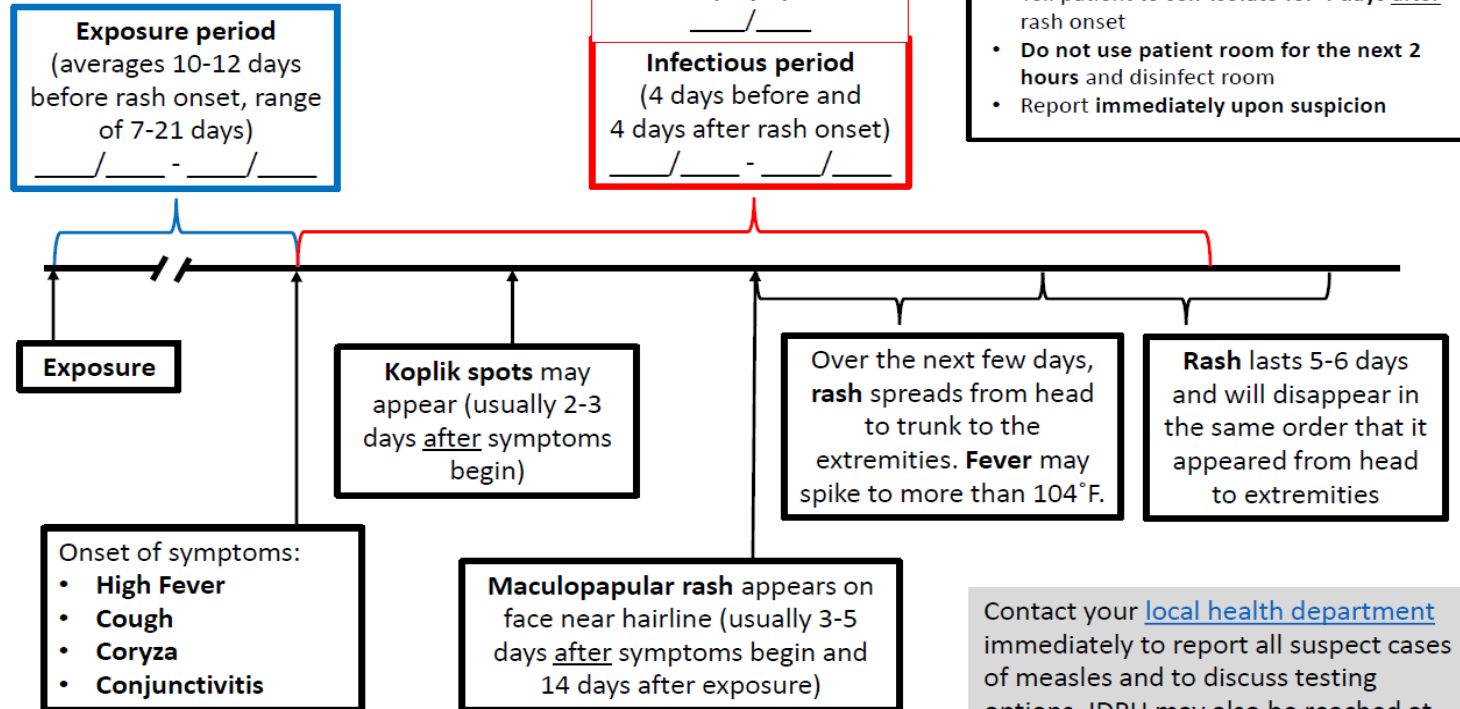 ____/____
rash onset
• Do not use patient room for the next 2
hours and disinfect room
• Report immediately upon suspicion
Exposure period
(averages 10-12 days
before rash onset, range
of 7-21 days)
____/____ - ____/____
Infectious period
(4 days before and
4 days after rash onset)
____/____ - ____/____
Exposure
Koplik spots may
appear (usually 2-3
days after symptoms
begin)
Over the next few days,
rash spreads from head
to trunk to the
extremities. Fever may
spike to more than 104˚F.
Rash lasts 5-6 days
and will disappear in
the same order that it
appeared from head
to extremities
Onset of symptoms:
• High Fever
• Cough
• Coryza
• Conjunctivitis
Maculopapular rash appears on
face near hairline (usually 3-5
days after symptoms begin and
14 days after exposure)
Contact your local health department
immediately to report all suspect cases
of measles and to discuss testing